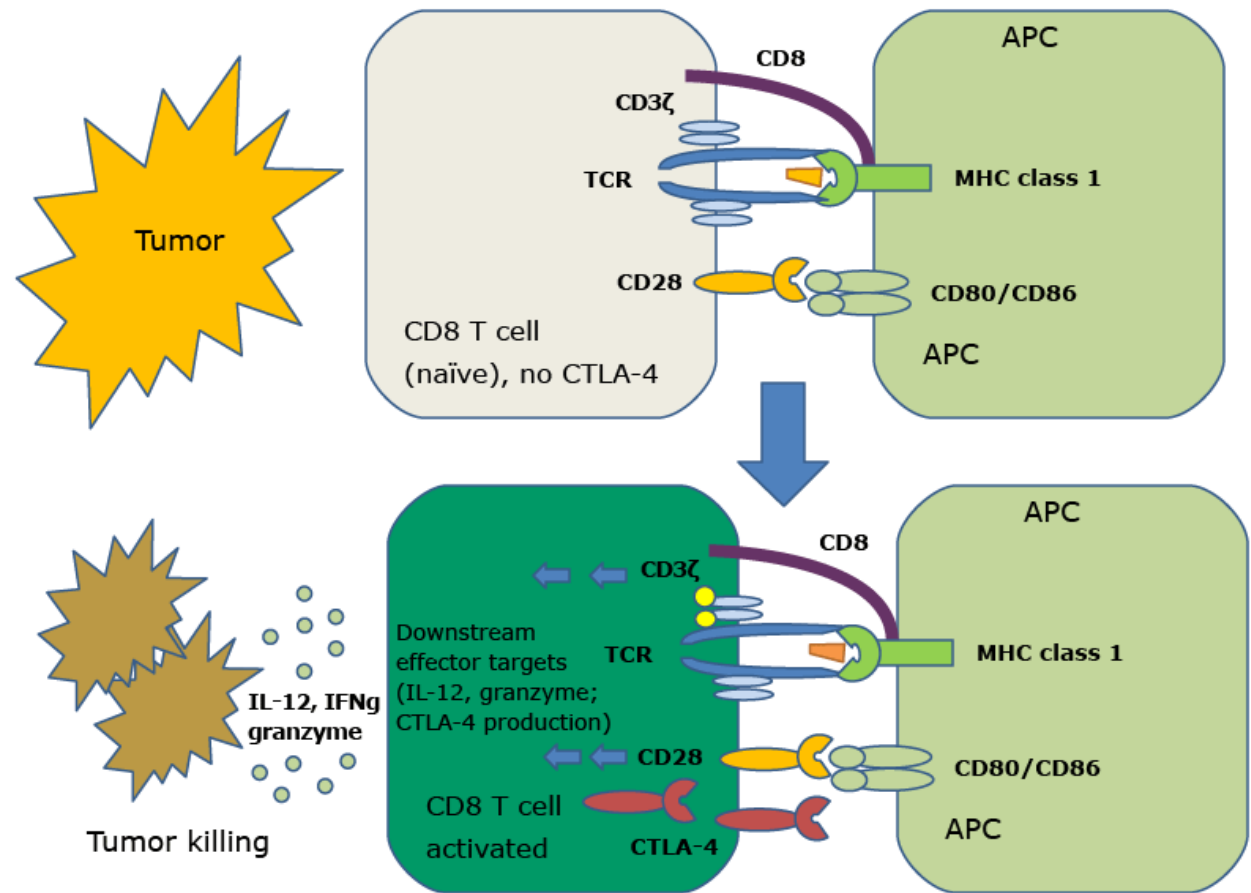 APC
CD8
CD3ζ
TCR
MHC class 1
Tumor
CD28
CD80/CD86
CD8 T cell
(naïve), no CTLA-4
APC
APC
CD8
CD3ζ
Downstream
effector targets
(IL-12, granzyme;
CTLA-4 production)
TCR
MHC class 1
IL-12, IFNg
granzyme
CD28
CD80/CD86
CD8 T cell
activated
CTLA-4
APC
Tumor killing